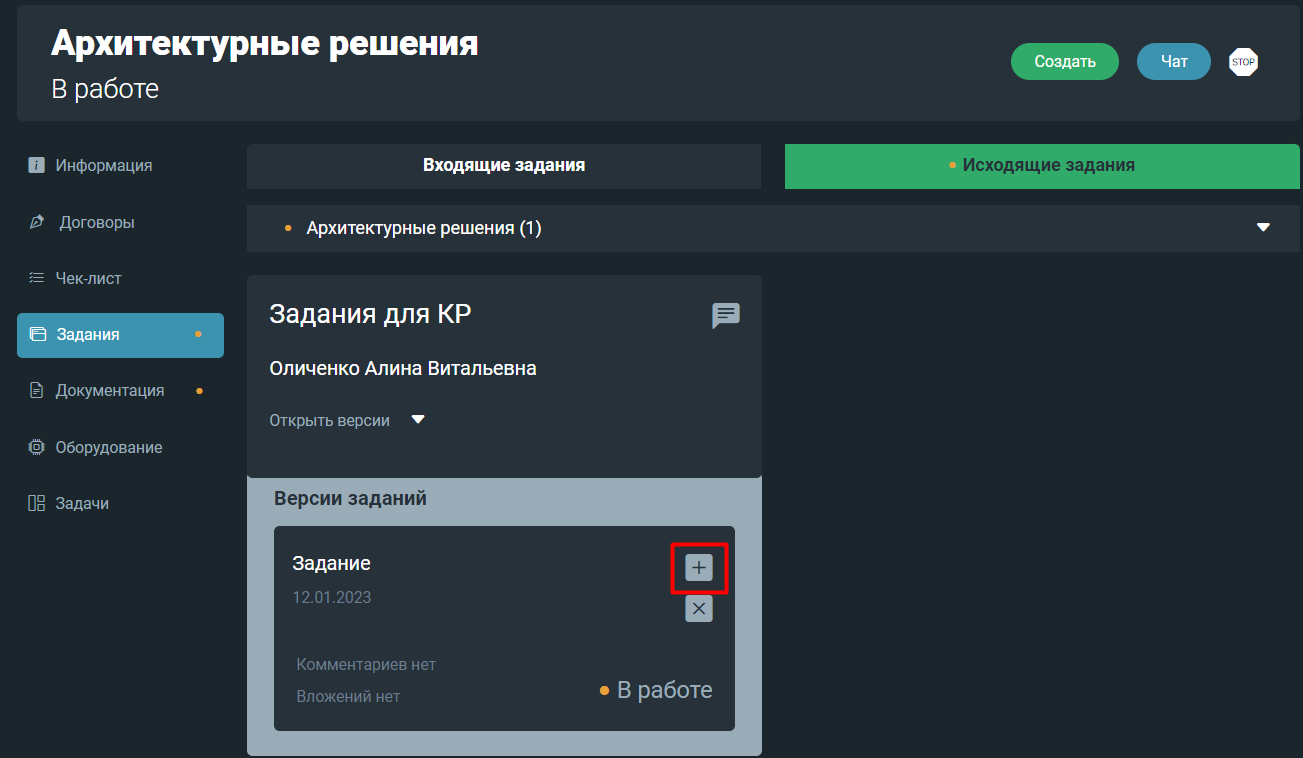 Архитектурные решения
В работе
Создать
Чат
STOP
Информация
Договоры
Чек-лист
Задания
Документация
Оборудование
Задачи
Входящие задания
Исходящие задания
Архитектурные решения (1)
Задания для КР
Оличенко Алина Витальевна
Открыть версии
Версии заданий
Задание
12.01.2023
Комментариев нет
Вложений нет
В работе